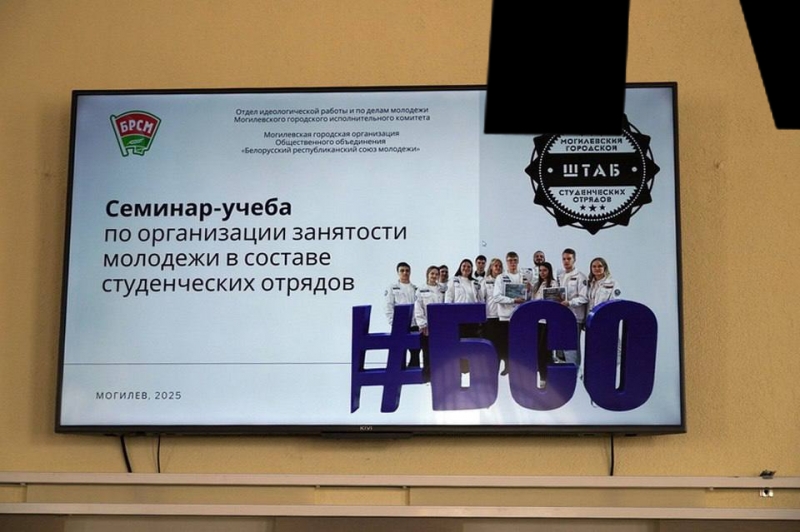 БРСМ
Отдел идеологической работы и по делам молодежи
Могилевского городского исполнительного комитета
Могилевская городская организация
Общественного объединения
«Белорусский республиканский союз молодежи»
МОГИЛЕВСКИЙ
ГОРОДСКОЙ
ШТАБ
СТУДЕНЧЕСКИХ
ОТРЯДОВ
Семинар-учеба
по организации занятости
молодежи в составе
студенческих отрядов
#БСО
МОГИЛЕВ, 2025
KIVI